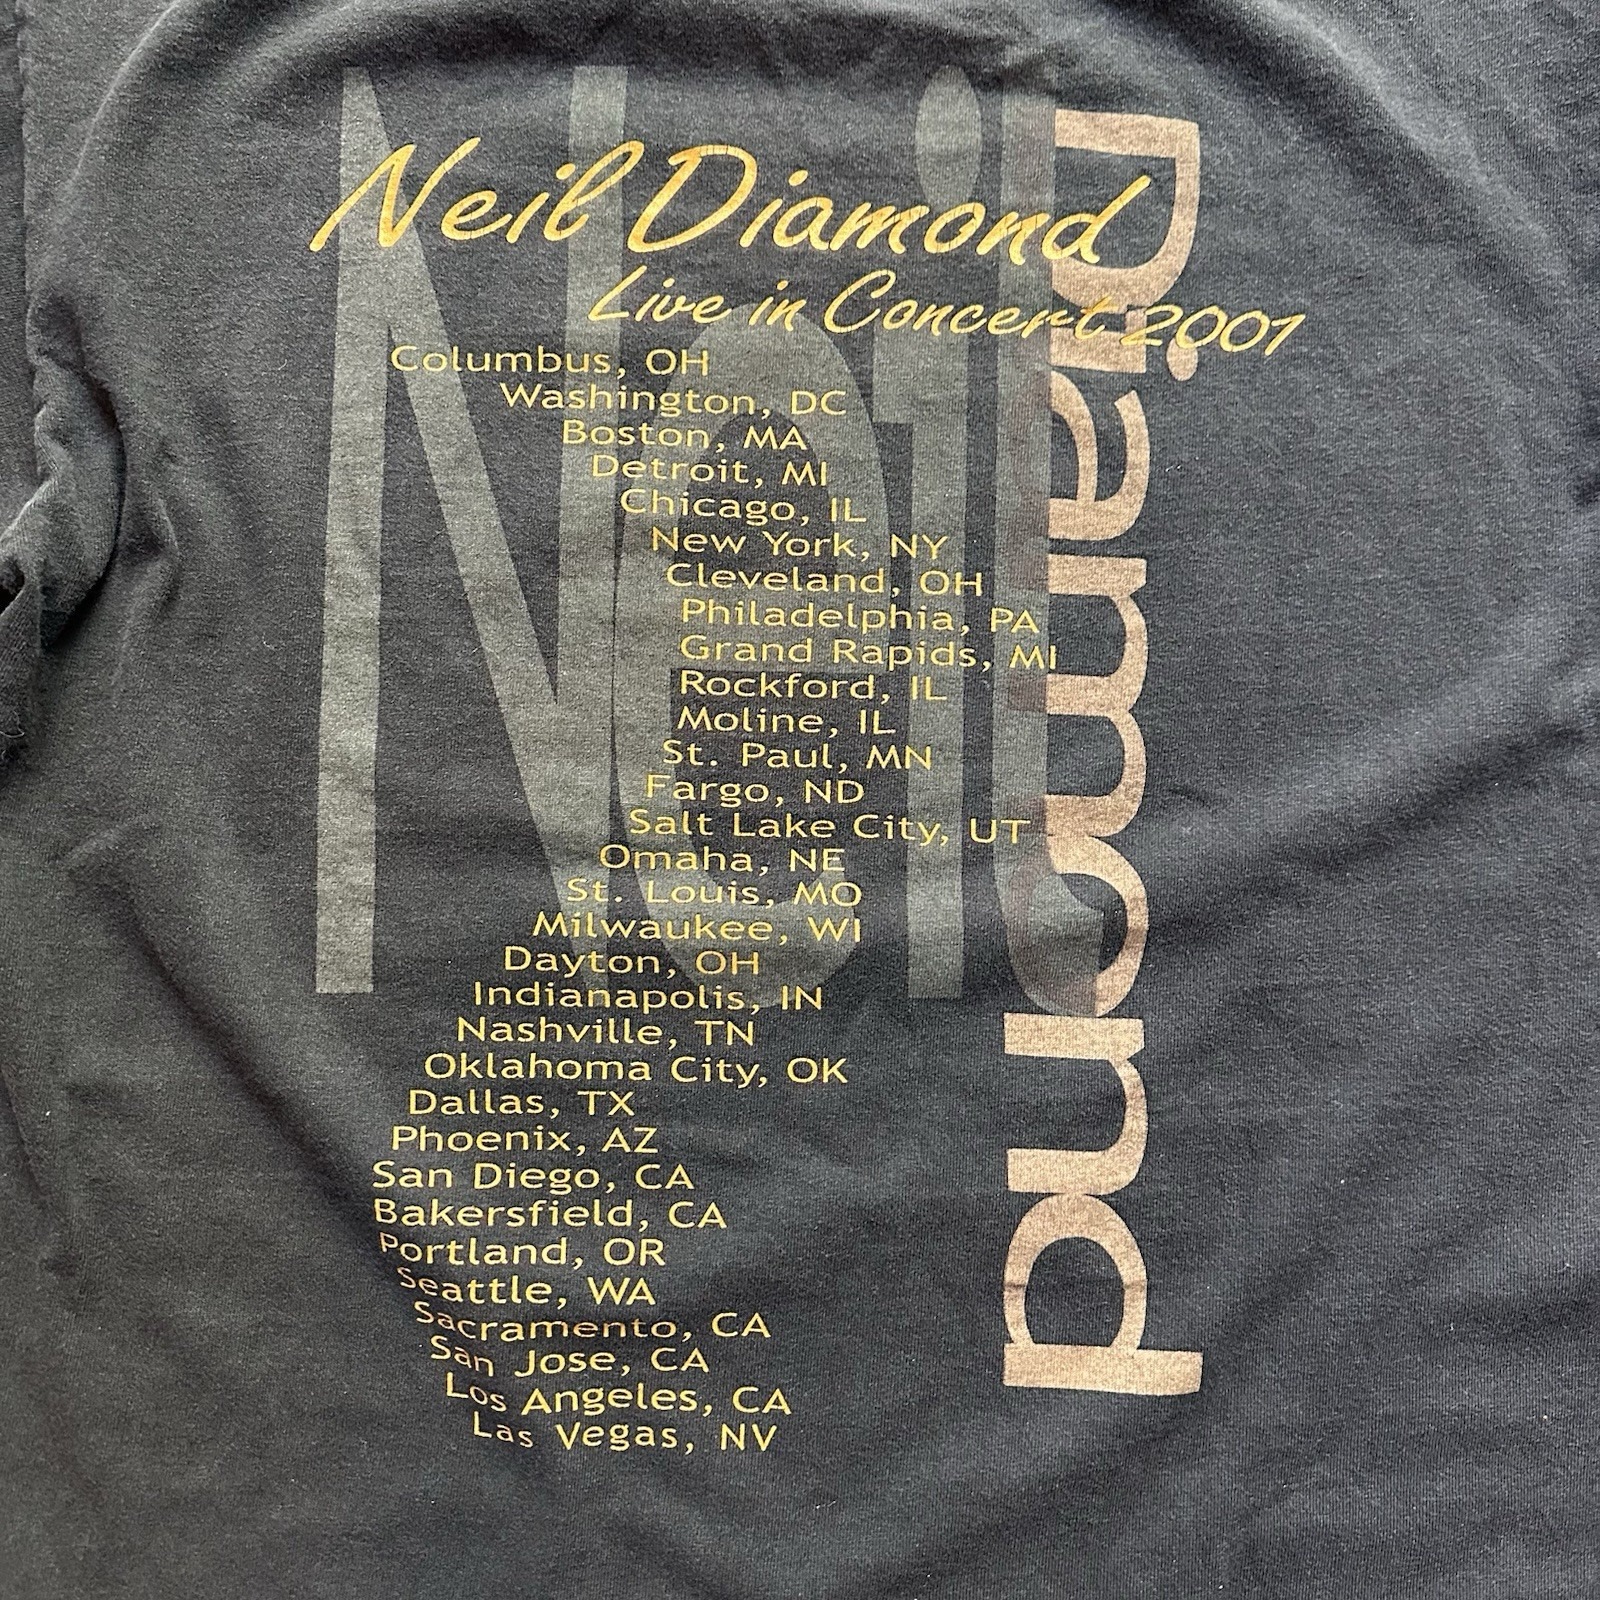 Neil
Diamond
Neil Diamond
Live in Concert 2001
Columbus, OH
Washington, DC
Boston, MA
Detroit, MI
Chicago, IL
New York, NY
Cleveland, OH
Philadelphia, PA
Grand Rapids, MI
Rockford, IL
Moline, IL
St. Paul, MN
Fargo, ND
Salt Lake City, UT
Omaha, NE
St. Louis, MO
Milwaukee, WI
Dayton, OH
Indianapolis, IN
Nashville, TN
Oklahoma City, OK
Dallas, TX
Phoenix, AZ
San Diego, CA
Bakersfield, CA
Portland, OR
Seattle, WA
Sacramento, CA
San Jose, CA
Los Angeles, CA
Las Vegas, NV